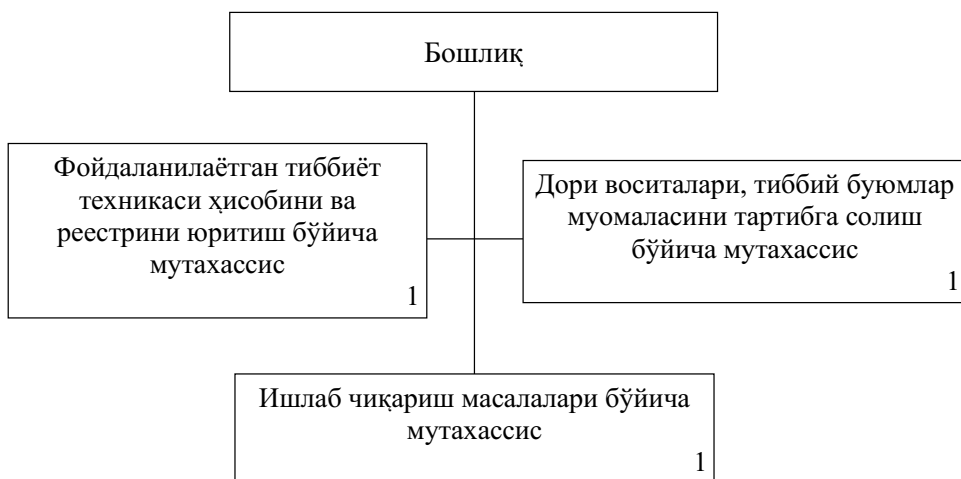 Бошлиқ
Фойдаланилаётган тиббиёт
техникаси ҳисобини ва
реестрини юритиш бўйича
мутахассис
1
Дори воситалари, тиббий буюмлар
муомаласини тартибга солиш
бўйича мутахассис
1
Ишлаб чиқариш масалалари бўйича
мутахассис
1